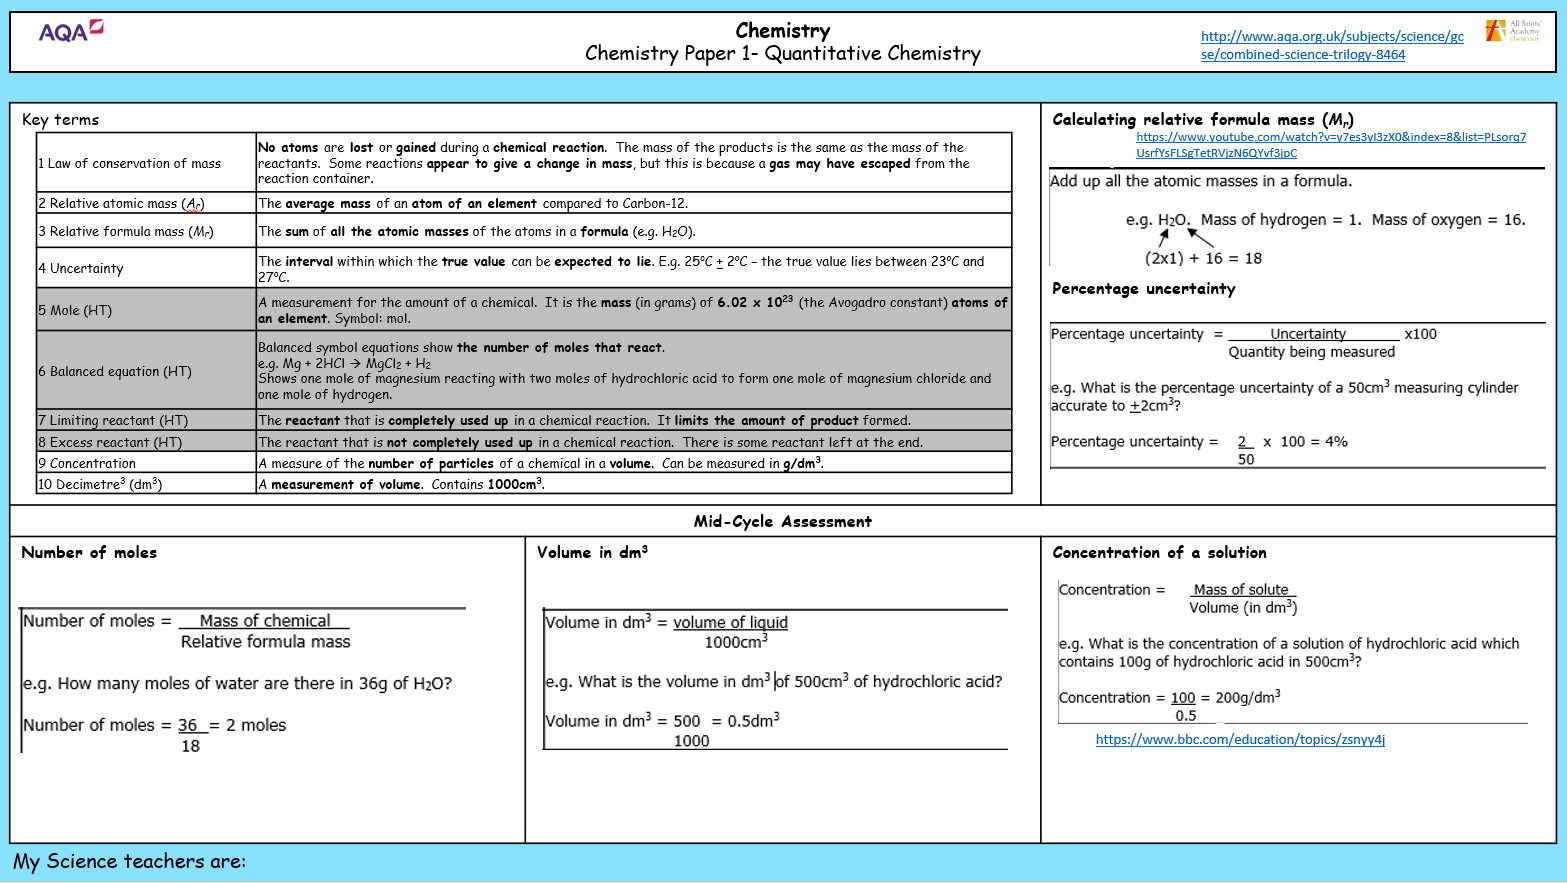 AQA
Chemistry
Chemistry Paper 1- Quantitative Chemistry
http://www.aqa.org.uk/subjects/science/gc
se/combined-science-trilogy-8464
All Saints'
Academy
Cheltenham
Key terms
1 Law of conservation of mass
No atoms are lost or gained during a chemical reaction. The mass of the products is the same as the mass of the
reactants. Some reactions appear to give a change in mass, but this is because a gas may have escaped from the
reaction container.
2 Relative atomic mass (Ar)
The average mass of an atom of an element compared to Carbon-12.
3 Relative formula mass (Mr)
The sum of all the atomic masses of the atoms in a formula (e.g. H₂O).
4 Uncertainty
The interval within which the true value can be expected to lie. E.g. 25°C ± 2°C – the true value lies between 23°C and
27°C.
5 Mole (HT)
A measurement for the amount of a chemical. It is the mass (in grams) of 6.02 x 10²³ (the Avogadro constant) atoms of
an element. Symbol: mol.
6 Balanced equation (HT)
Balanced symbol equations show the number of moles that react.
e.g. Mg + 2HCl → MgCl₂ + H₂
Shows one mole of magnesium reacting with two moles of hydrochloric acid to form one mole of magnesium chloride and
one mole of hydrogen.
7 Limiting reactant (HT)
The reactant that is completely used up in a chemical reaction. It limits the amount of product formed.
8 Excess reactant (HT)
The reactant that is not completely used up in a chemical reaction. There is some reactant left at the end.
9 Concentration
A measure of the number of particles of a chemical in a volume. Can be measured in g/dm³.
10 Decimetre³ (dm³)
A measurement of volume. Contains 1000cm³.
Calculating relative formula mass (Mr)
https://www.youtube.com/watch?v=y7es3yI3zX0&index=8&list=PLsorq7
UsrfYsFLSgTetRVjzN6QYvf3jpC
Add up all the atomic masses in a formula.
e.g. H₂O. Mass of hydrogen = 1. Mass of oxygen = 16.
(2x1) + 16 = 18
Percentage uncertainty
Percentage uncertainty = Uncertainty x100
Quantity being measured
e.g. What is the percentage uncertainty of a 50cm³ measuring cylinder
accurate to ±2cm³?
Percentage uncertainty = 2 x 100 = 4%
50
Mid-Cycle Assessment
Number of moles
Number of moles = Mass of chemical
Relative formula mass
e.g. How many moles of water are there in 36g of H₂O?
Number of moles = 36 = 2 moles
18
Volume in dm³
Volume in dm³ = volume of liquid
1000cm³
e.g. What is the volume in dm³ of 500cm³ of hydrochloric acid?
Volume in dm³ = 500 = 0.5dm³
1000
Concentration of a solution
Concentration = Mass of solute
Volume (in dm³)
e.g. What is the concentration of a solution of hydrochloric acid which
contains 100g of hydrochloric acid in 500cm³?
Concentration = 100 = 200g/dm³
0.5
https://www.bbc.com/education/topics/zsnyy4j
My Science teachers are: